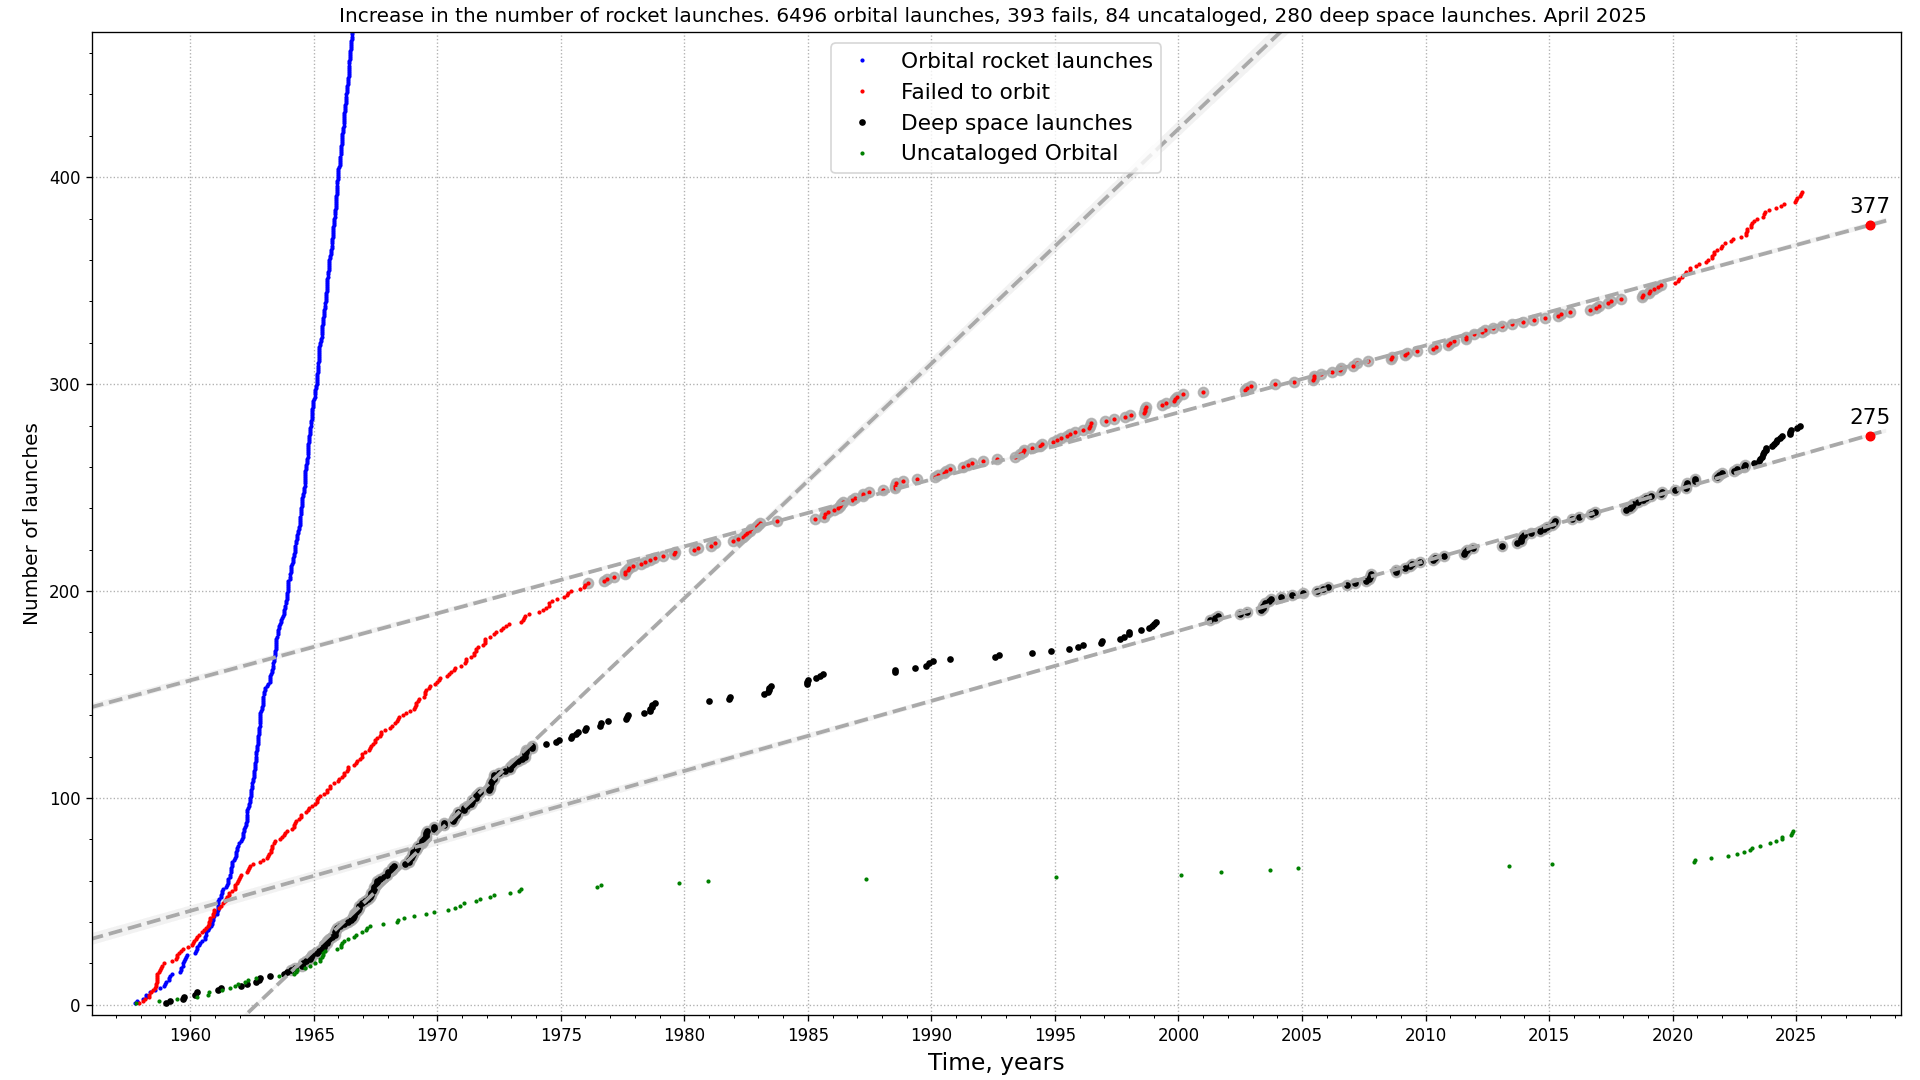 Increase in the number of rocket launches. 6496 orbital launches, 393 fails, 84 uncataloged, 280 deep space launches. April 2025
Orbital rocket launches
Failed to orbit
Deep space launches
Uncataloged Orbital
Number of launches
400
300
200
100
0
377
275
1960 1965 1970 1975 1980 1985 1990 1995 2000 2005 2010 2015 2020 2025
Time, years